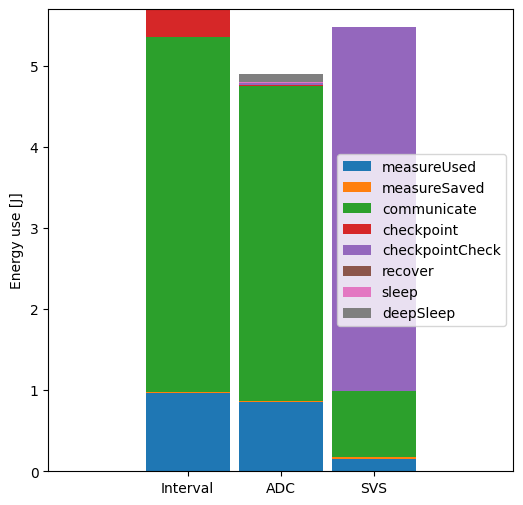 Energy use [J]
5
4
3
2
1
0
measureUsed
measureSaved
communicate
checkpoint
checkpointCheck
recover
sleep
deepSleep
Interval ADC SVS